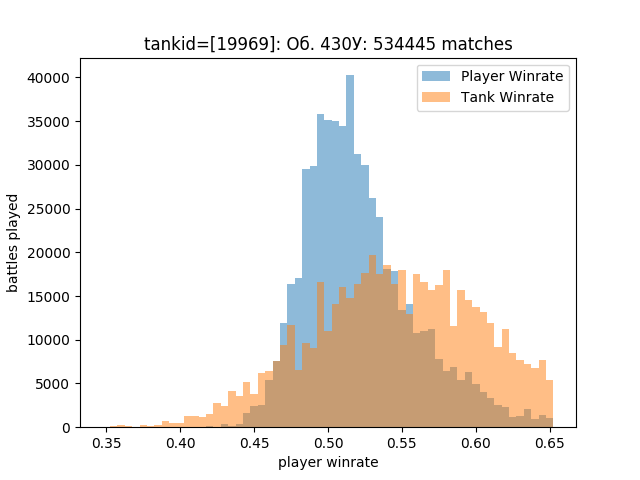 tankid=[19969]: Об. 430У: 534445 matches
Player Winrate
Tank Winrate
40000
35000
30000
25000
20000
15000
10000
5000
0
battles played
0.35 0.40 0.45 0.50 0.55 0.60 0.65
player winrate